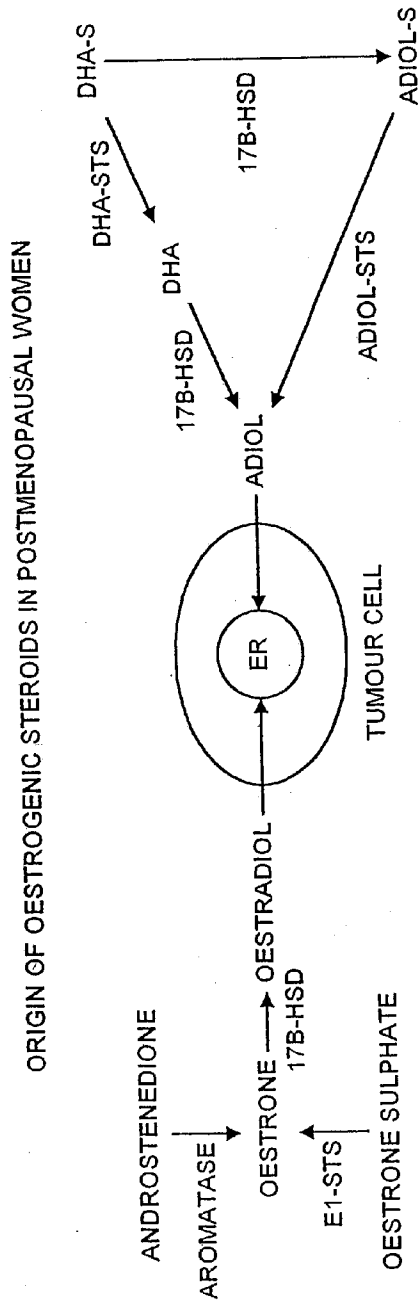 ORIGIN OF OESTROGENIC STEROIDS IN POSTMENOPAUSAL WOMEN
ANDROSTENEDIONE
AROMATASE
OESTRONE
17B-HSD
OESTRADIOL
E1-STS
OESTRONE SULPHATE
ER
TUMOUR CELL
ADIOL
17B-HSD
DHA
DHA-STS
DHA-S
17B-HSD
ADIOL-STS
ADIOL-S